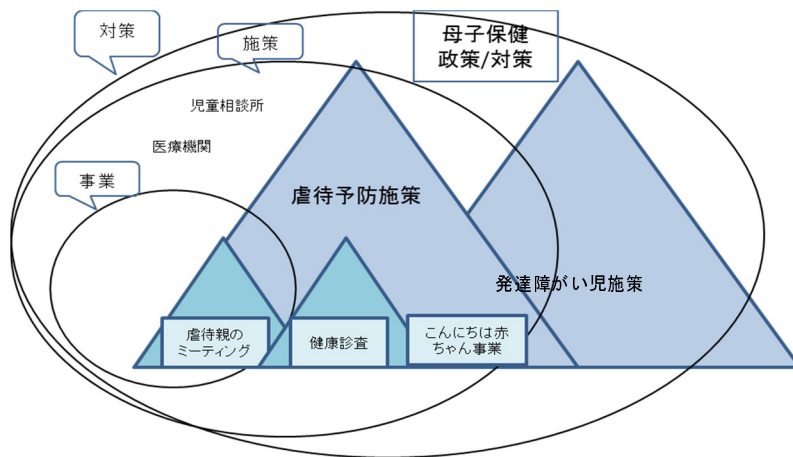 対策
施策
母子保健
政策/対策
児童相談所
医療機関
事業
虐待予防施策
発達障がい児施策
虐待親の
ミーティング
健康診査
こんにちは赤
ちゃん事業